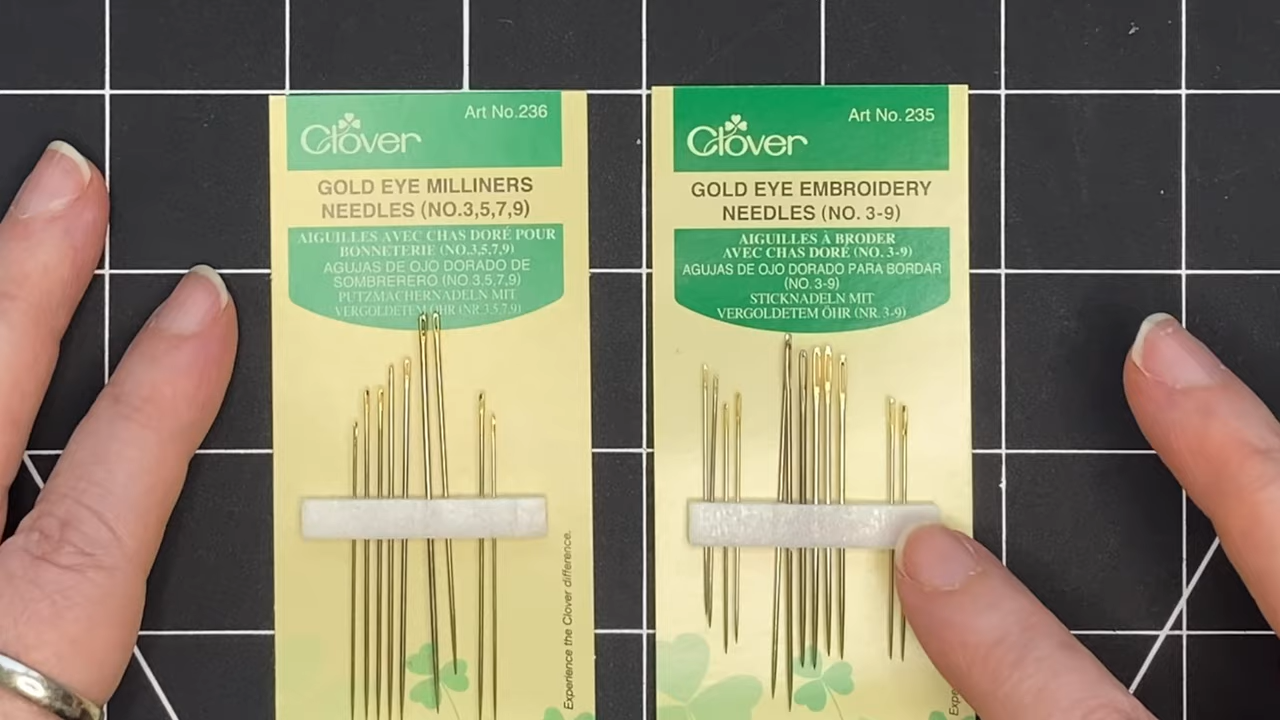 Clover
Art No.236
GOLD EYE MILLINERS
NEEDLES (NO.3,5,7,9)
AIGUILLES AVEC CHAS DORÉ POUR
BONNETERIE (NO.3,5,7,9)
AGUJAS DE OJO DORADO DE
SOMBRERERO (NO.3,5,7,9)
PUTZMACHERNADELN MIT
VERGOLDETEM ÖHR (NR.3,5,7,9)
Experience the Clover difference.
Clover
Art No.235
GOLD EYE EMBROIDERY
NEEDLES (NO. 3-9)
AIGUILLES À BRODER
AVEC CHAS DORÉ (NO. 3-9)
AGUJAS DE OJO DORADO PARA BORDAR
(NO. 3-9)
STICKNADELN MIT
VERGOLDETEM ÖHR (NR. 3-9)